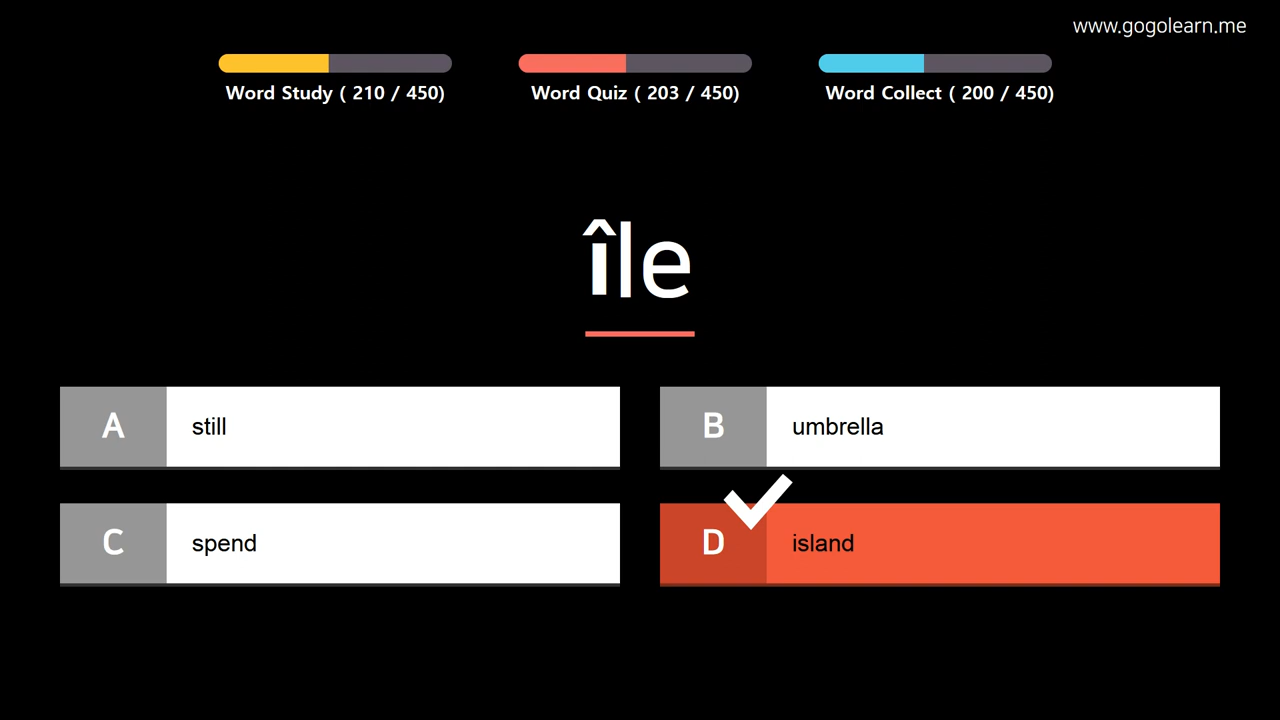 www.gogolearn.me
Word Study ( 210 / 450)
Word Quiz ( 203 / 450)
Word Collect ( 200 / 450)
île
A still
B umbrella
C spend
D island